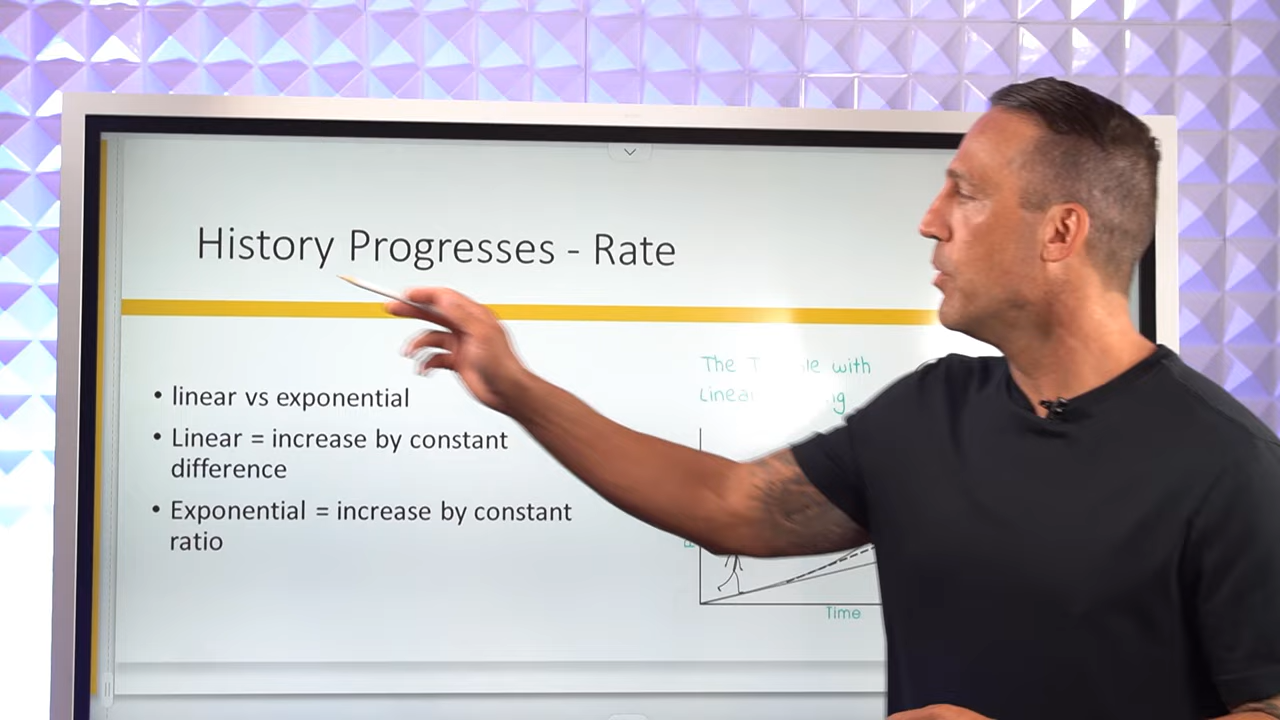 History Progresses - Rate
• linear vs exponential
• Linear = increase by constant
difference
• Exponential = increase by constant
ratio
The with
Time